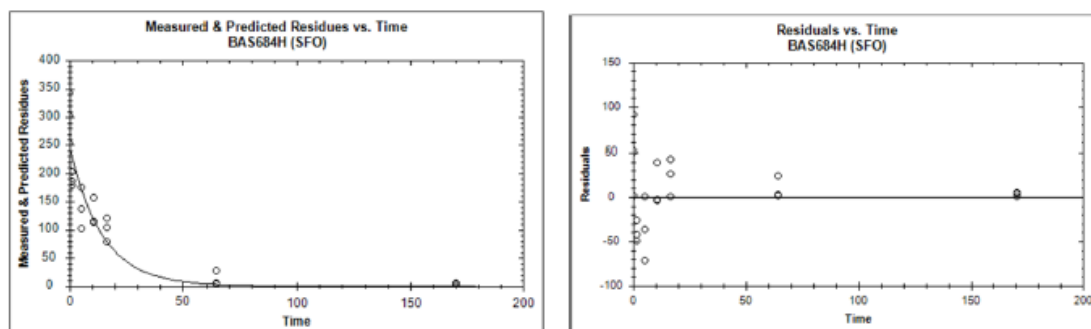 Measured & Predicted Residues vs. Time
BAS684H (SFO)
Measured & Predicted Residues
400
350
300
250
200
150
100
50
0
0 50 100 150 200
Time
Residuals vs. Time
BAS684H (SFO)
Residuals
150
100
50
0
-50
-100
0 50 100 150 200
Time